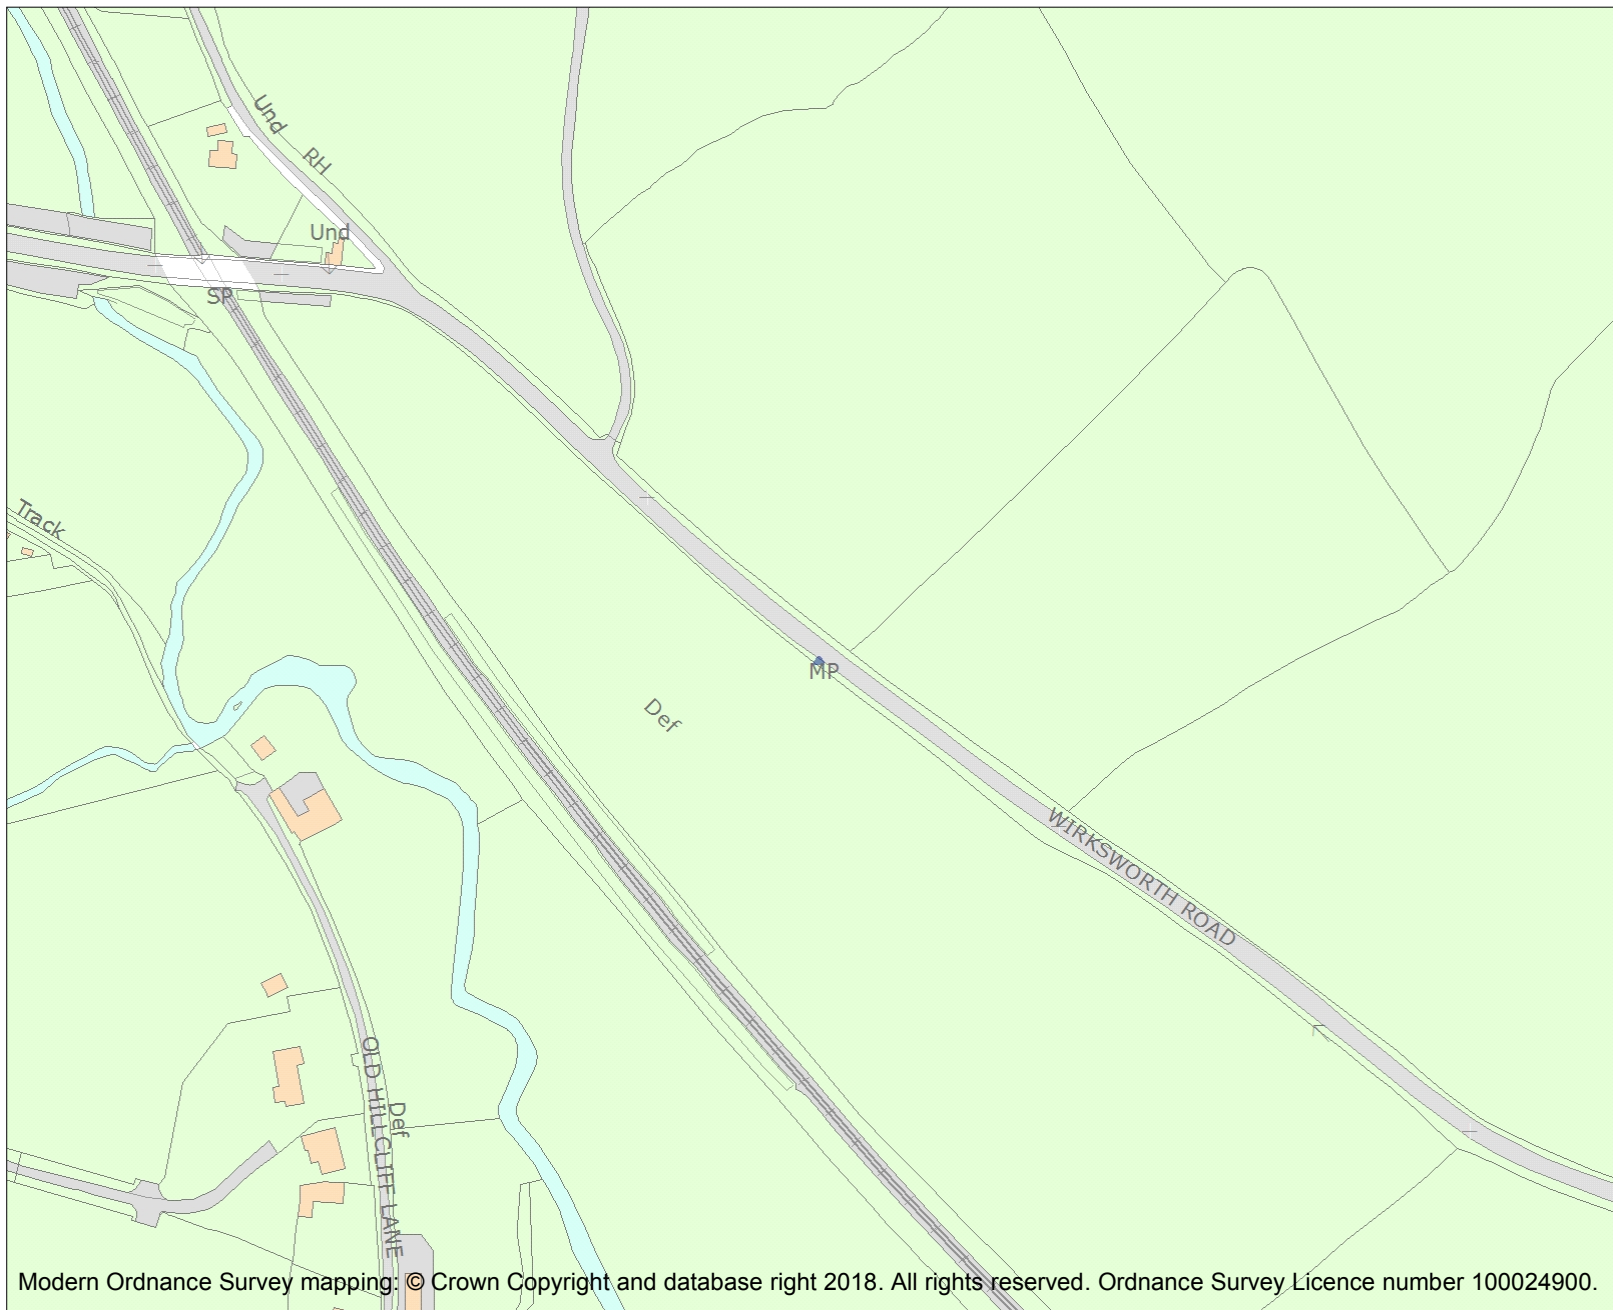 Und
RH
Und
SP
Track
MP
Def
WIRKSWORTH ROAD
OLD HILLCLIFF LANE
Def
Modern Ordnance Survey mapping: © Crown Copyright and database right 2018. All rights reserved. Ordnance Survey Licence number 100024900.